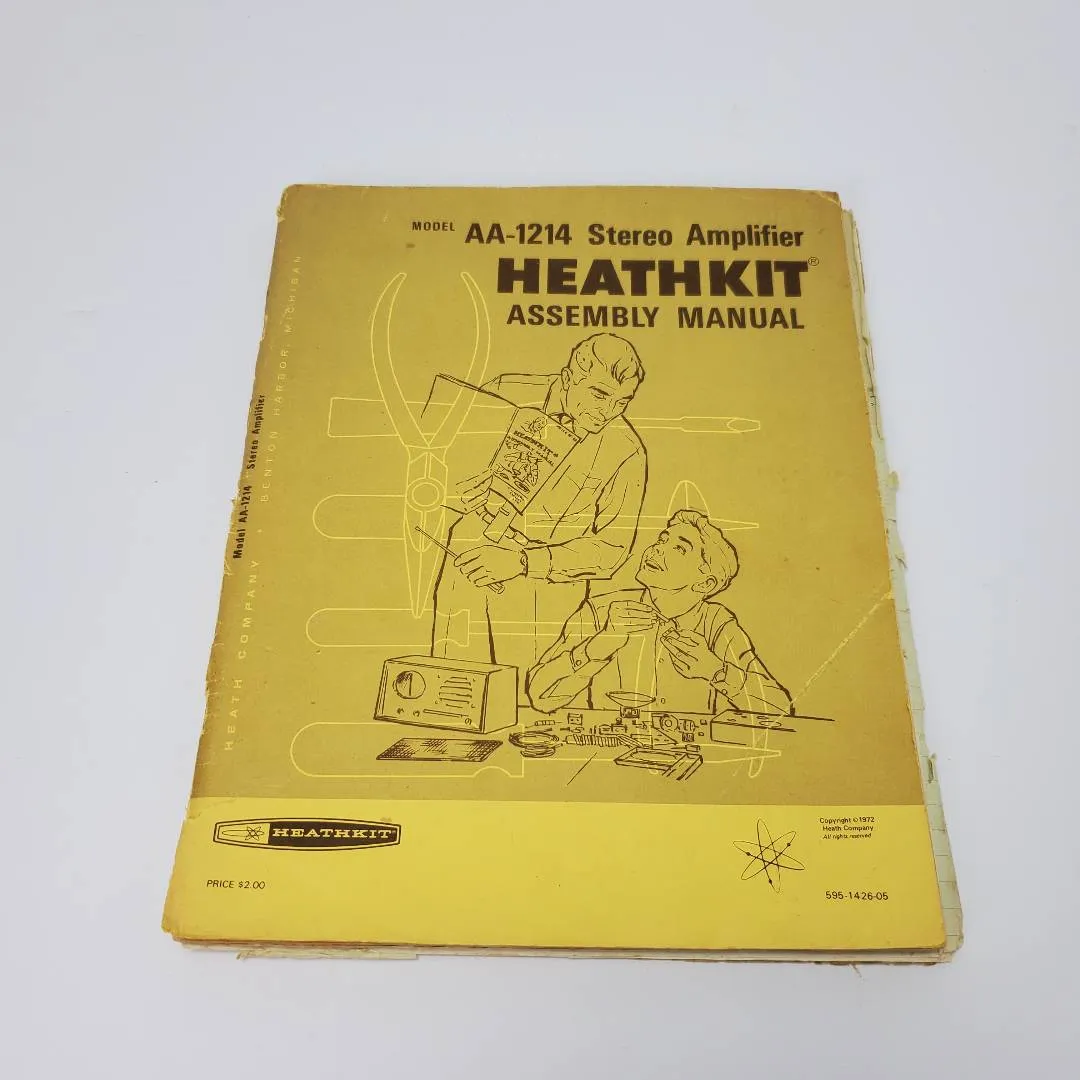 MODEL AA-1214 Stereo Amplifier
HEATHKIT®
ASSEMBLY MANUAL
Model AA-1214 Stereo Amplifier
HEATH COMPANY, BENTON HARBOR, MICHIGAN
HEATHKIT®
HEATHKIT®
PRICE $2.00
Copyright © 1972
Heath Company
All rights reserved
595-1426-05